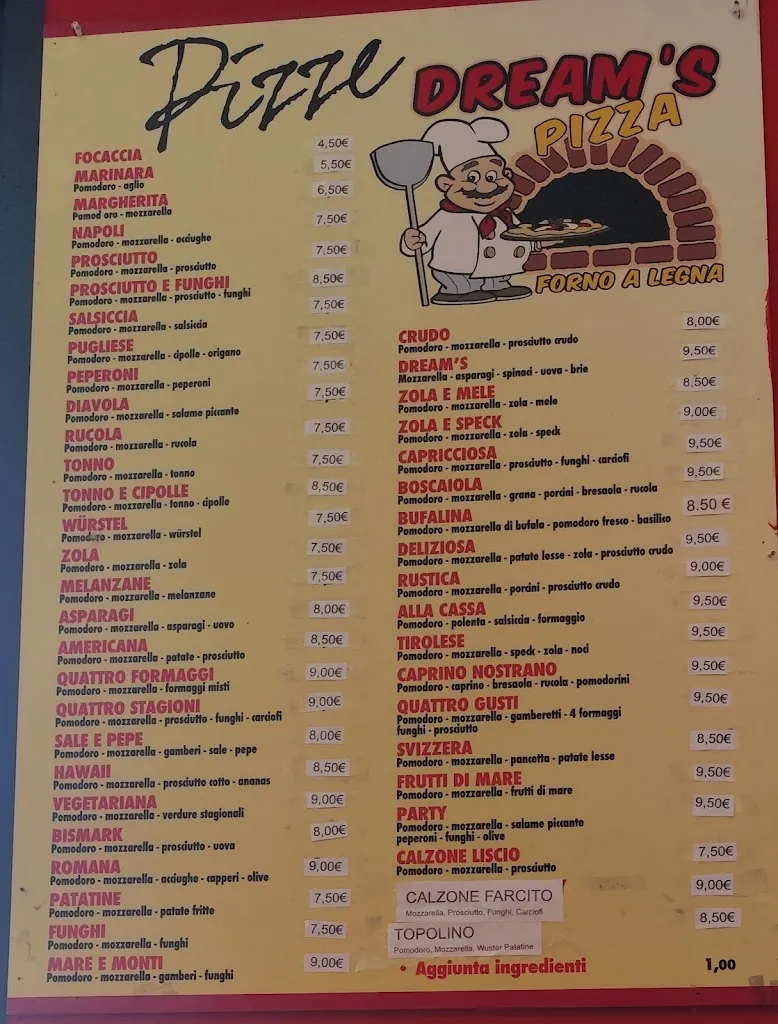 Pizze
DREAM'S
PIZZA
FORNO A LEGNA
FOCACCIA 4,50€
MARINARA 5,50€
Pomodoro - aglio
MARGHERITA 6,50€
Pomod oro - mozzarella
NAPOLI 7,50€
Pomodoro - mozzarella - acciughe
PROSCIUTTO 7,50€
Pomodoro - mozzarella - prosciutto
PROSCIUTTO E FUNGHI 8,50€
Pomodoro - mozzarella - prosciutto - funghi
SALSICCIA 7,50€
Pomodoro - mozzarella - salsiccia
PUGLIESE 7,50€
Pomodoro - mozzarella - cipolle - origano
PEPERONI 7,50€
Pomodoro - mozzarella - peperoni
DIAVOLA 7,50€
Pomodoro - mozzarella - salame piccante
RUCOLA 7,50€
Pomodoro - mozzarella - rucola
TONNO 7,50€
Pomodoro - mozzarella - tonno
TONNO E CIPOLLE 8,50€
Pomodoro - mozzarella - tonno - cipolle
WÜRSTEL 7,50€
Pomodoro - mozzarella - würstel
ZOLA 7,50€
Pomodoro - mozzarella - zola
MELANZANE 7,50€
Pomodoro - mozzarella - melanzane
ASPARAGI 8,00€
Pomodoro - mozzarella - asparagi - uovo
AMERICANA 8,50€
Pomodoro - mozzarella - patate - prosciutto
QUATTRO FORMAGGI 9,00€
Pomodoro - mozzarella - formaggi misti
QUATTRO STAGIONI 9,00€
Pomodoro - mozzarella - prosciutto - funghi - carciofi
SALE E PEPE 8,00€
Pomodoro - mozzarella - gamberi - sale - pepe
HAWAII 8,50€
Pomodoro - mozzarella - prosciutto cotto - ananas
VEGETARIANA 9,00€
Pomodoro - mozzarella - verdure stagionali
BISMARK 8,00€
Pomodoro - mozzarella - prosciutto - uova
ROMANA 9,00€
Pomodoro - mozzarella - acciughe - capperi - olive
PATATINE 7,50€
Pomodoro - mozzarella - patate fritte
FUNGHI 7,50€
Pomodoro - mozzarella - funghi
MARE E MONTI 9,00€
Pomodoro - mozzarella - gamberi - funghi
CRUDO 8,00€
Pomodoro - mozzarella - prosciutto crudo
DREAM'S 9,50€
Mozzarella - asparagi - spinaci - uova - brie
ZOLA E MELE 8,50€
Pomodoro - mozzarella - zola - mele
ZOLA E SPECK 9,00€
Pomodoro - mozzarella - zola - speck
CAPRICCIOSA 9,50€
Pomodoro - mozzarella - prosciutto - funghi - carciofi
BOSCAIOLA 9,50€
Pomodoro - mozzarella - grana - porcini - bresaola - rucola
BUFALINA 8.50 €
Pomodoro - mozzarella di bufala - pomodoro fresco - basilico
DELIZIOSA 9,50€
Pomodoro - mozzarella - patate lesse - zola - prosciutto crudo
RUSTICA 9,00€
Pomodoro - mozzarella - porcini - prosciutto crudo
ALLA CASSA 9,50€
Pomodoro - polenta - salsiccia - formaggio
TIROLESE 9,50€
Pomodoro - mozzarella - speck - zola - noci
CAPRINO NOSTRANO 9,50€
Pomodoro - caprino - bresaola - rucola - pomodorini
QUATTRO GUSTI 9,50€
Pomodoro - mozzarella - gamberetti - 4 formaggi
funghi - prosciutto
SVIZZERA 8,50€
Pomodoro - mozzarella - pancetta - patate lesse
FRUTTI DI MARE 9,50€
Pomodoro - mozzarella - frutti di mare
PARTY 9,50€
Pomodoro - mozzarella - salame piccante
peperoni - funghi - olive
CALZONE LISCIO 7,50€
Pomodoro - mozzarella - prosciutto
CALZONE FARCITO 9,00€
Mozzarella, Prosciutto, Funghi, Carciofi
TOPOLINO 8,50€
Pomodoro, Mozzarella, Wuster Patatine
• Aggiunta ingredienti 1,00